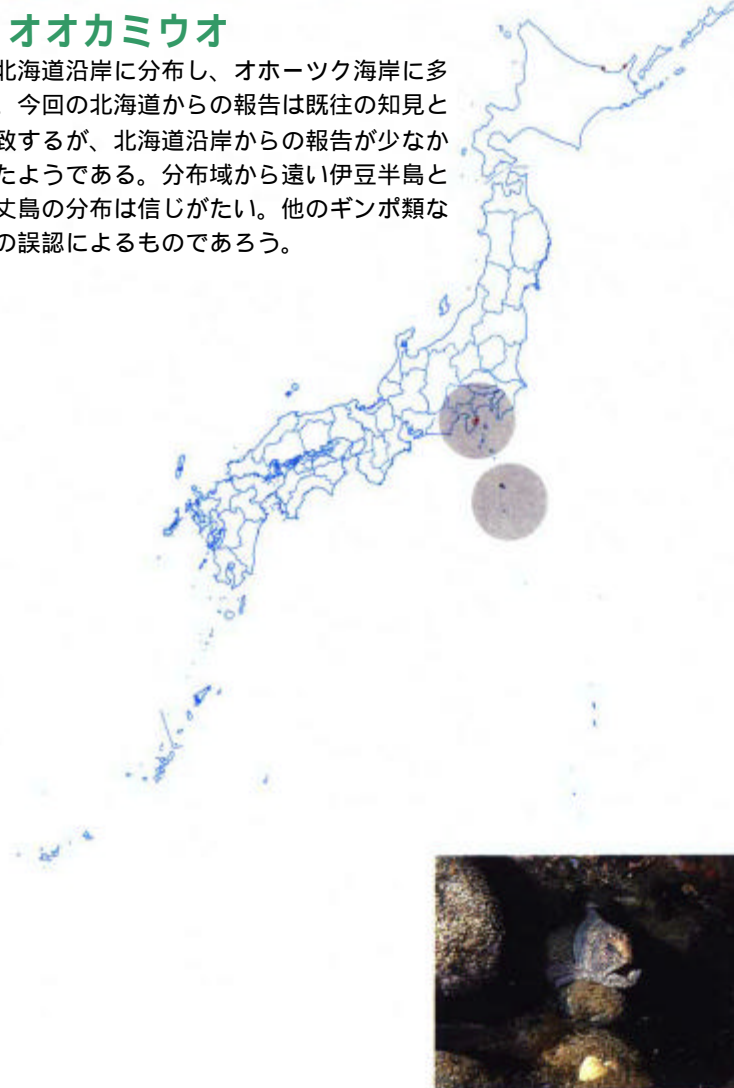 オオカミウオ
北海道沿岸に分布し、オホーツク海岸に多
今回の北海道からの報告は既往の知見と
致するが、北海道沿岸からの報告が少なか
たようである。分布域から遠い伊豆半島と
丈島の分布は信じがたい。他のギンポ類な
の誤認によるものであろう。